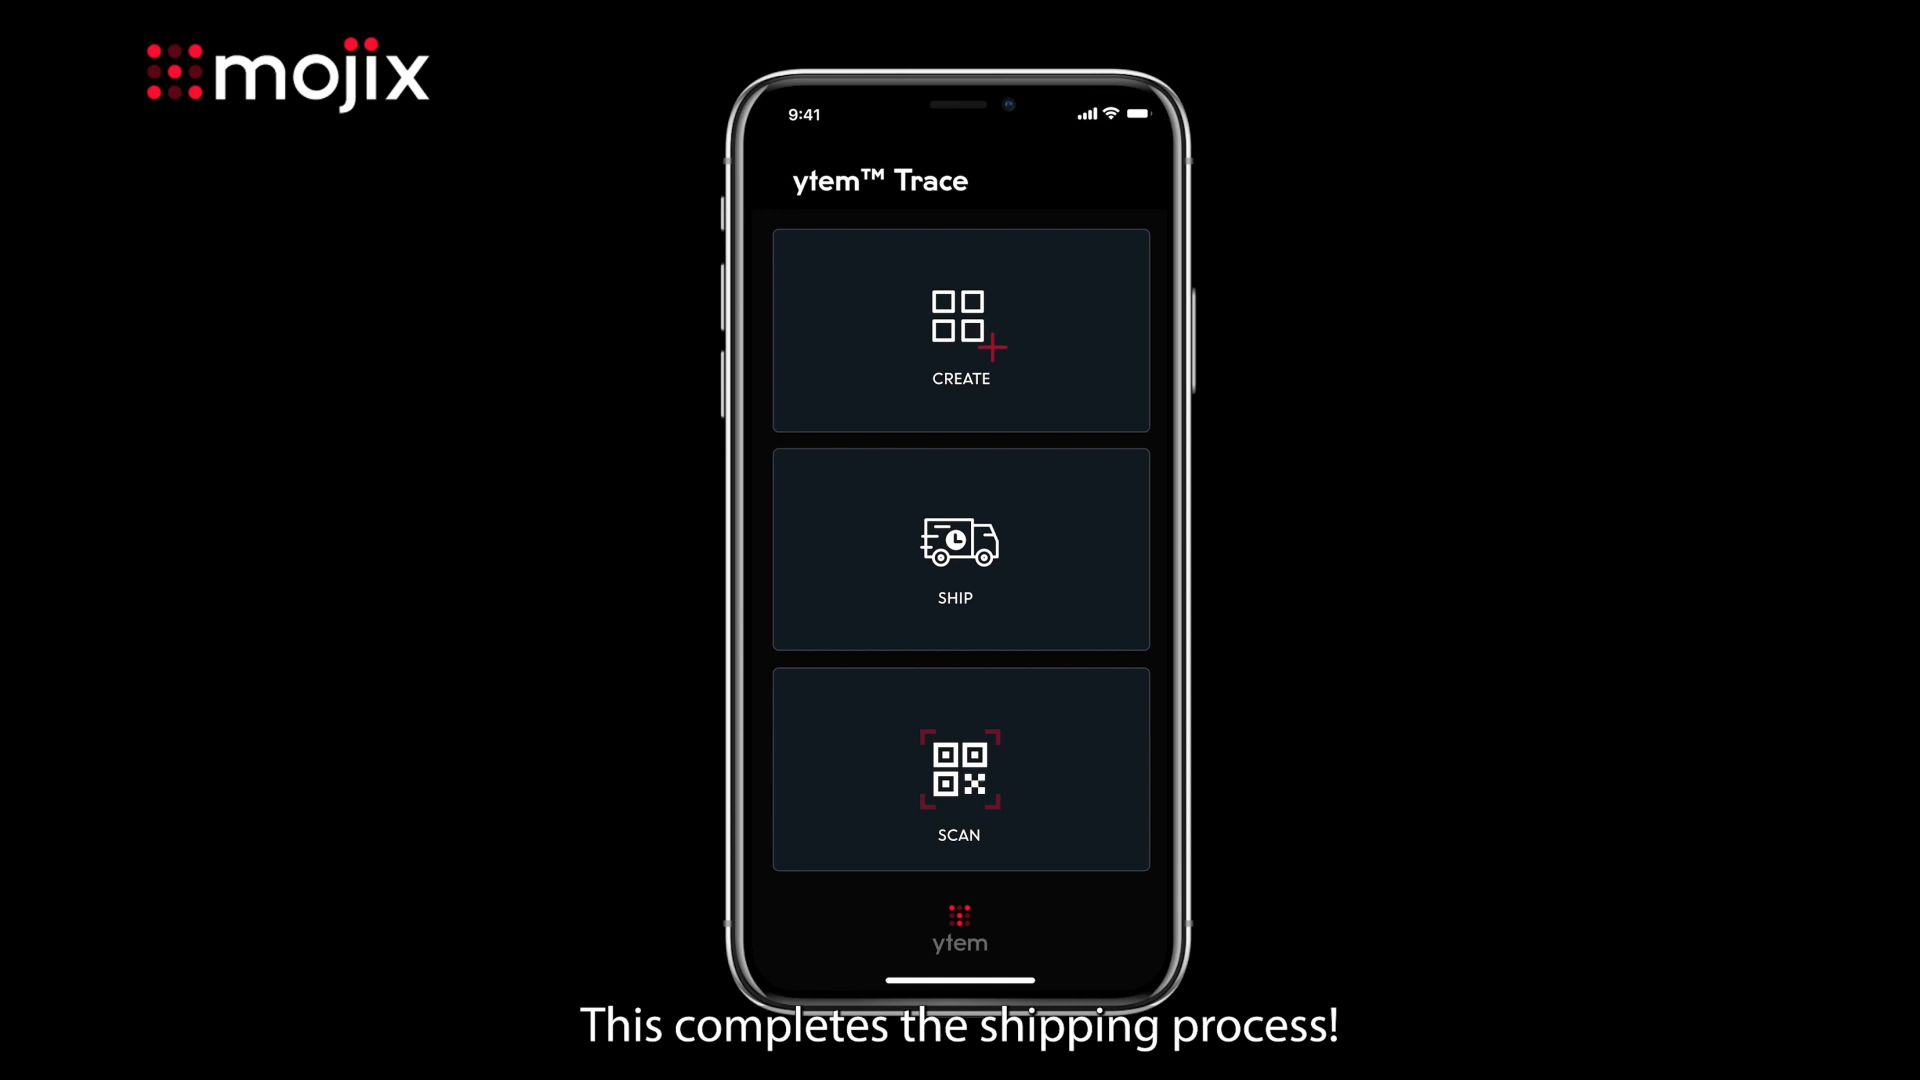 mojix
9:41
ytem™ Trace
CREATE
SHIP
SCAN
ytem
This completes the shipping process!